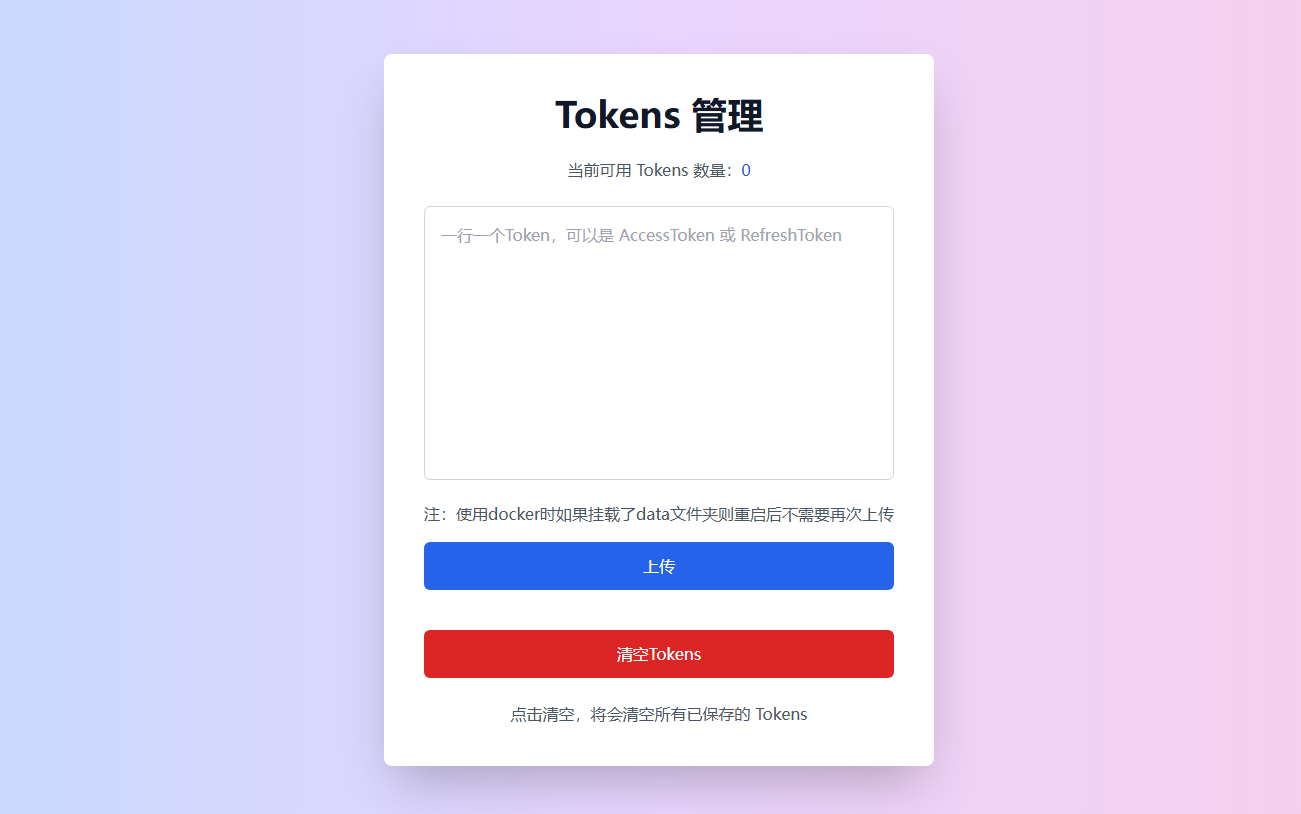 Tokens 管理
当前可用 Tokens 数量：0
一行一个Token，可以是 AccessToken 或 RefreshToken
注：使用docker时如果挂载了data文件夹则重启后不需要再次上传
上传
清空Tokens
点击清空，将会清空所有已保存的 Tokens